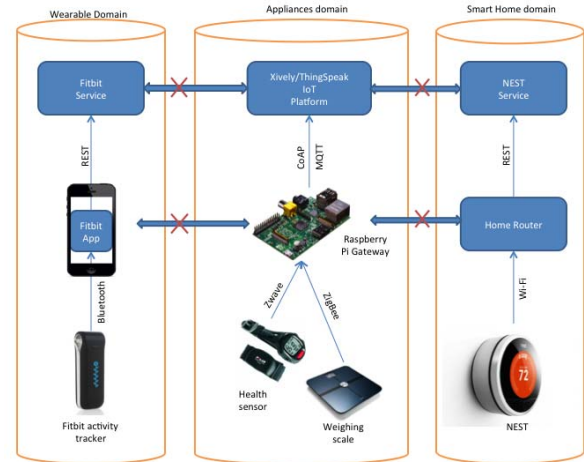 Wearable Domain
Appliances domain
Smart Home domain
Fitbit
Service
Xively/ThingSpeak
IoT
Platform
NEST
Service
REST
CoAP
MQTT
REST
Fitbit
App
Raspberry
Pi Gateway
Home Router
Bluetooth
Zwave
ZigBee
Wi-Fi
72
Health
sensor
Fitbit activity
tracker
Weighing
scale
NEST